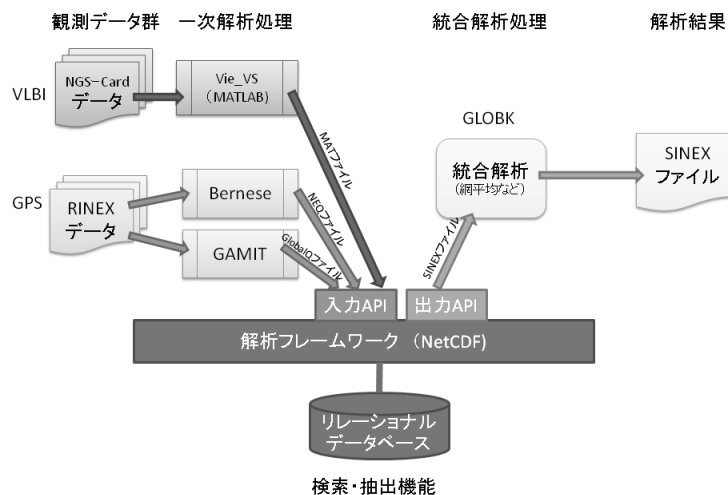 観測データ群
一次解析処理
統合解析処理
解析結果
VLBI
NGS-Card
データ
Vie_VS
(MATLAB)
MATファイル
GLOBK
統合解析
(網平均など)
SINEX
ファイル
GPS
RINEX
データ
Bernese
NEQファイル
GAMIT
GlobalQファイル
SINEXファイル
入力API
出力API
解析フレームワーク (NetCDF)
リレーショナル
データベース
検索・抽出機能